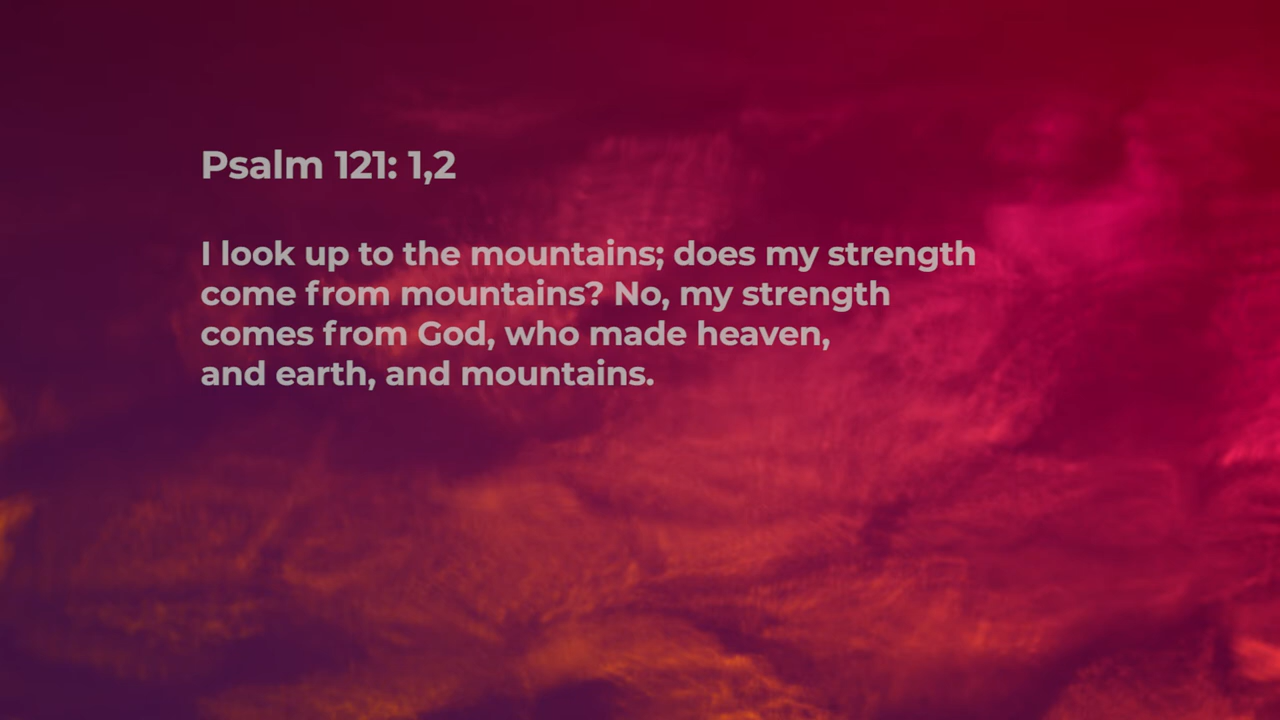 Psalm 121: 1,2
I look up to the mountains; does my strength
come from mountains? No, my strength
comes from God, who made heaven,
and earth, and mountains.